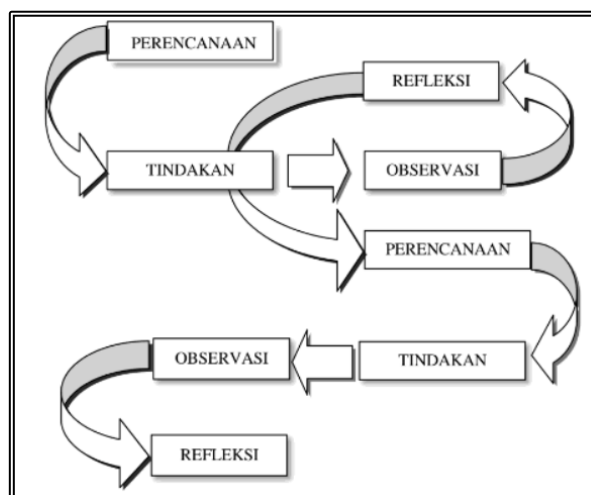 PERENCANAAN
REFLEKSI
TINDAKAN
OBSERVASI
PERENCANAAN
OBSERVASI
TINDAKAN
REFLEKSI